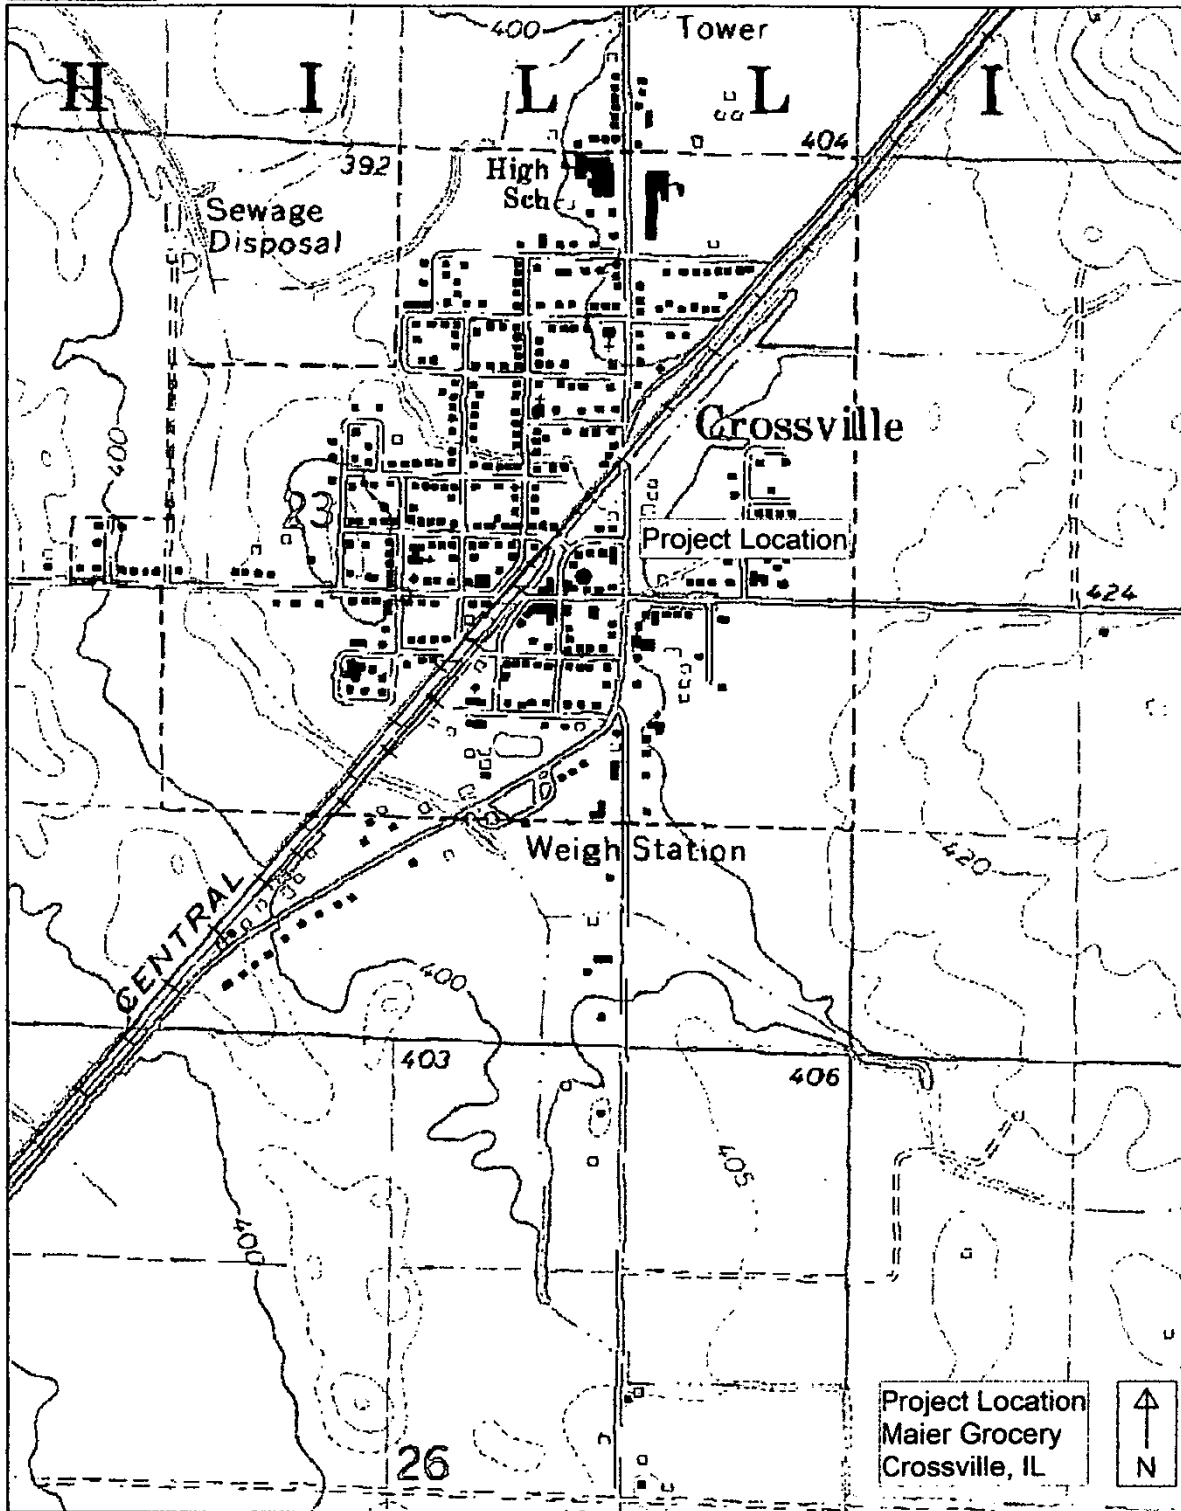 400
Tower
H I L L I
392
404
High
Sch
Sewage
Disposal
Crossville
400
23
Project Location
424
Weigh Station
420
CENTRAL
400
403
406
405
400
Project Location
Maier Grocery
Crossville, IL
N
26